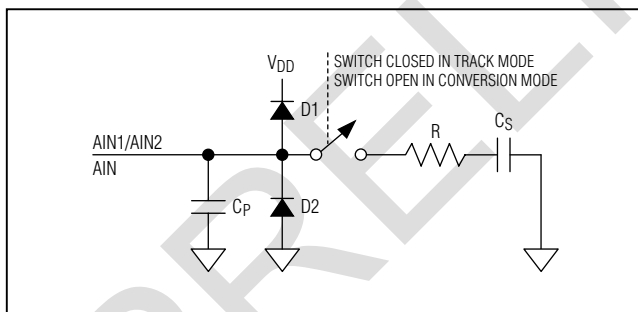 SWITCH CLOSED IN TRACK MODE
SWITCH OPEN IN CONVERSION MODE
VDD
D1
AIN1/AIN2
AIN
R
CS
CP
D2